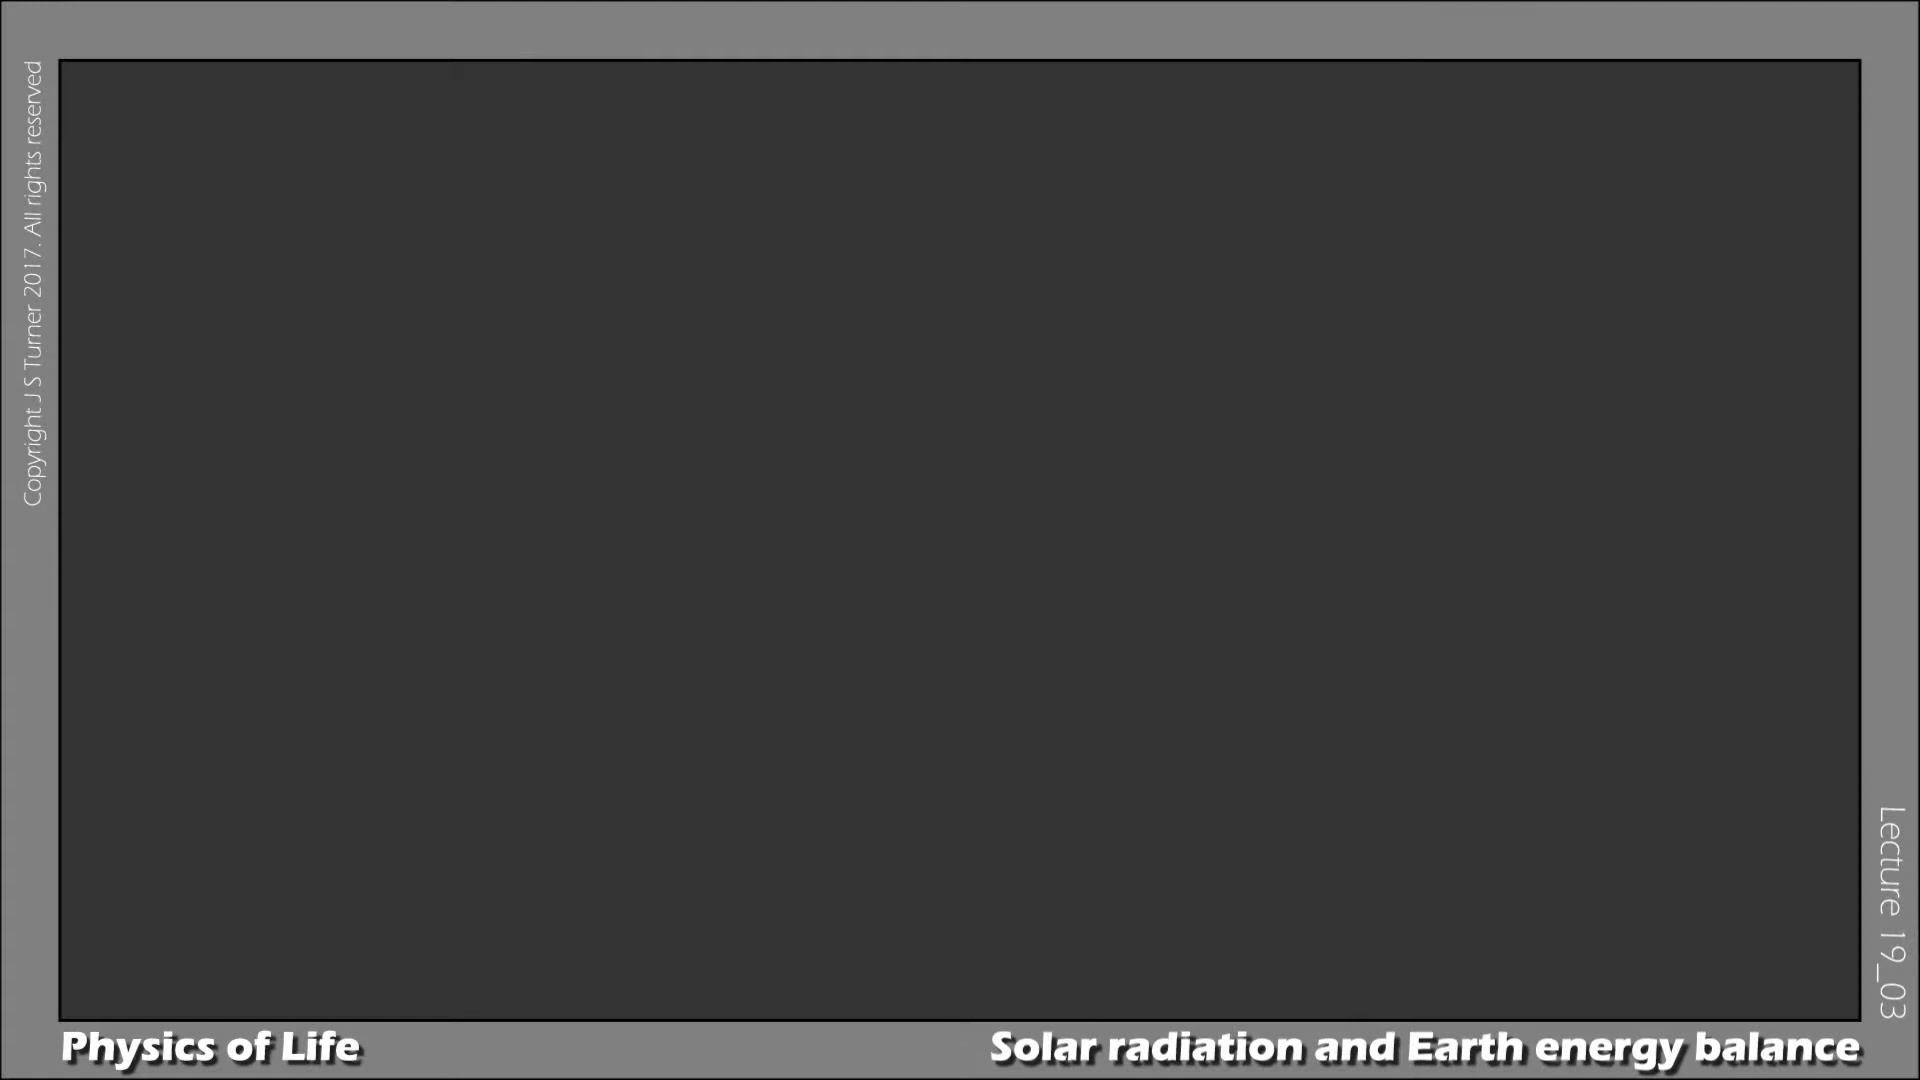 Copyright J S Turner 2017. All rights reserved
Lecture 19_03
Physics of Life
Solar radiation and Earth energy balance